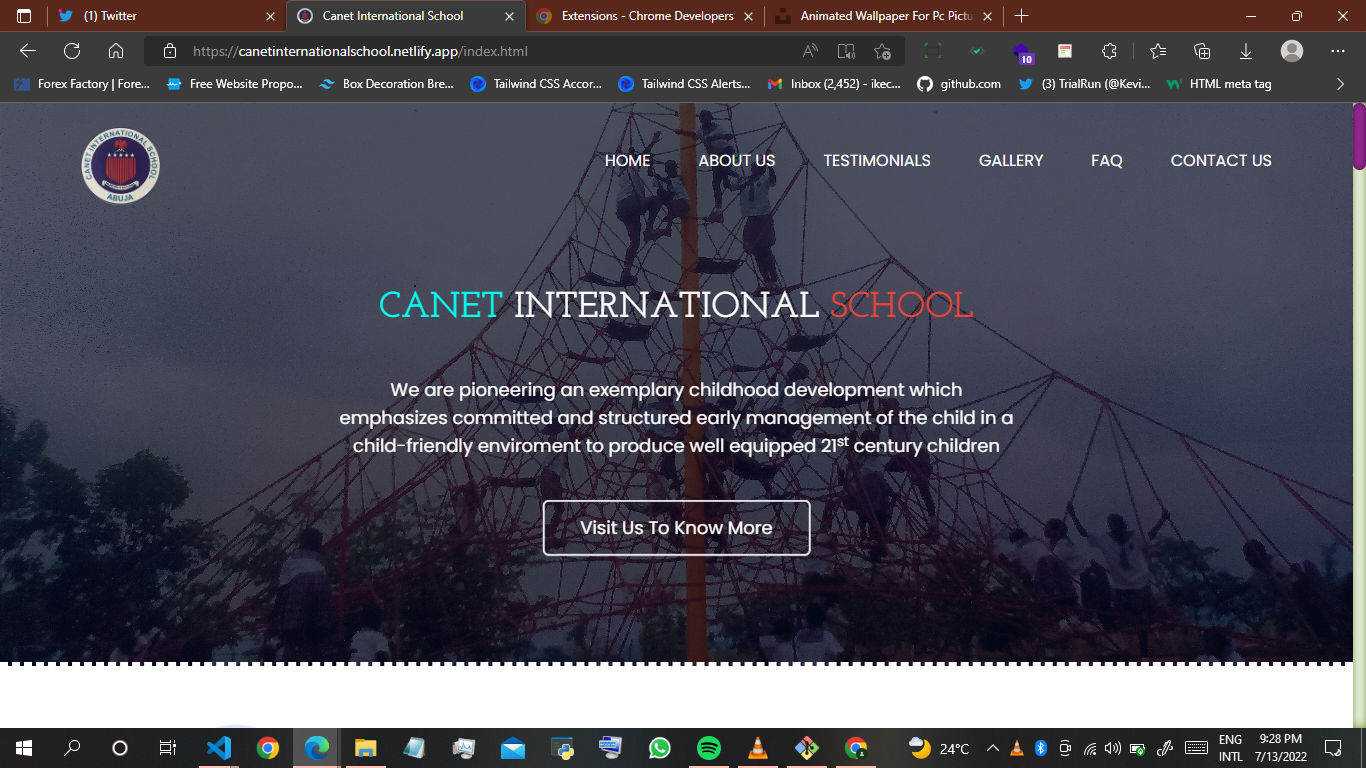 (1) Twitter
Canet International School
Extensions - Chrome Developers
Animated Wallpaper For Pc Pictu
https://canetinternationalschool.netlify.app/index.html
10
Forex Factory | Fore...
Free Website Propo...
Box Decoration Bre...
Tailwind CSS Accor...
Tailwind CSS Alerts...
Inbox (2,452) - ikec...
github.com
(3) TrialRun (@Kevi...
HTML meta tag
CANET INTERNATIONAL SCHOOL
ABUJA
HOME
ABOUT US
TESTIMONIALS
GALLERY
FAQ
CONTACT US
CANET INTERNATIONAL SCHOOL
We are pioneering an exemplary childhood development which
emphasizes committed and structured early management of the child in a
child-friendly enviroment to produce well equipped 21st century children
Visit Us To Know More
24°C
ENG
INTL
9:28 PM
7/13/2022